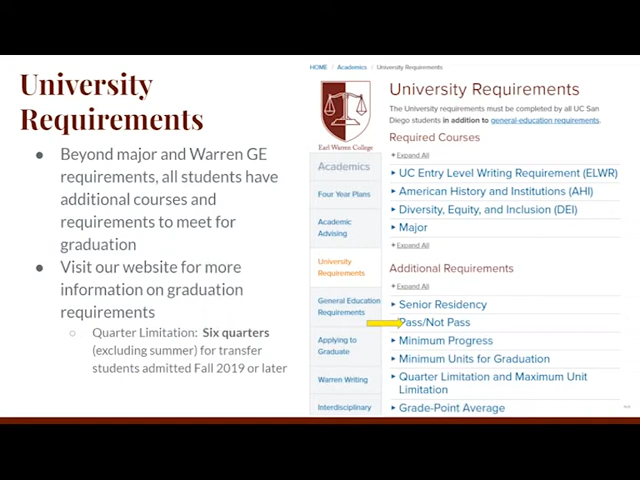 University
Requirements
● Beyond major and Warren GE
requirements, all students have
additional courses and
requirements to meet for
graduation
● Visit our website for more
information on graduation
requirements
○ Quarter Limitation: Six quarters
(excluding summer) for transfer
students admitted Fall 2019 or later
HOME / Academics / University Requirements
Earl Warren College
Academics
Four Year Plans
Academic
Advising
University
Requirements
General Education
Requirements
Applying to
Graduate
Warren Writing
Interdisciplinary
University Requirements
The University requirements must be completed by all UC San
Diego students in addition to general-education requirements.
Required Courses
Expand All
UC Entry Level Writing Requirement (ELWR)
American History and Institutions (AHI)
Diversity, Equity, and Inclusion (DEI)
Major
Expand All
Additional Requirements
Expand All
Senior Residency
Pass/Not Pass
Minimum Progress
Minimum Units for Graduation
Quarter Limitation and Maximum Unit
Limitation
Grade-Point Average